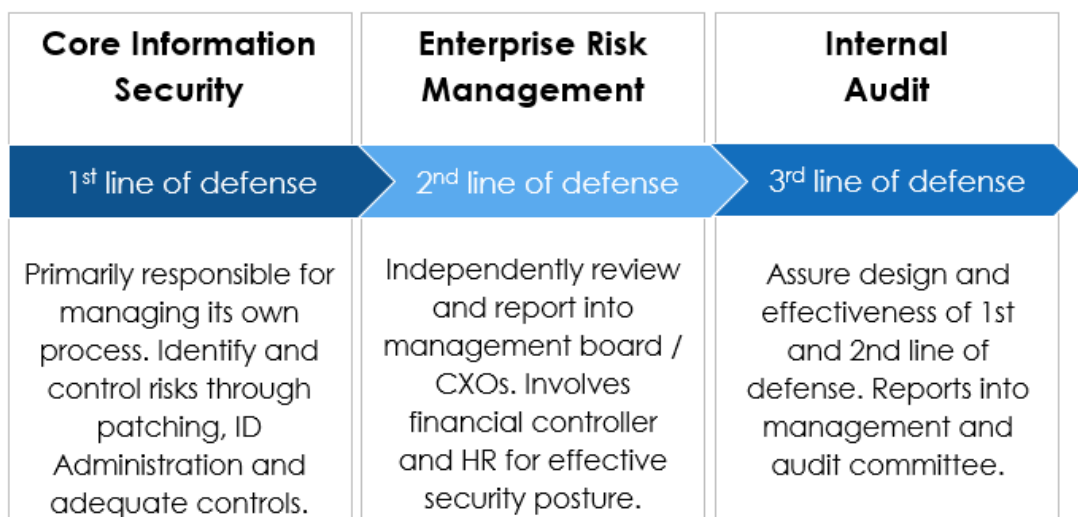 Core Information
Security
1st line of defense
Primarily responsible for
managing its own
process. Identify and
control risks through
patching, ID
Administration and
adequate controls.
Enterprise Risk
Management
2nd line of defense
Independently review
and report into
management board /
CXOs. Involves
financial controller
and HR for effective
security posture.
Internal
Audit
3rd line of defense
Assure design and
effectiveness of 1st
and 2nd line of
defense. Reports into
management and
audit committee.